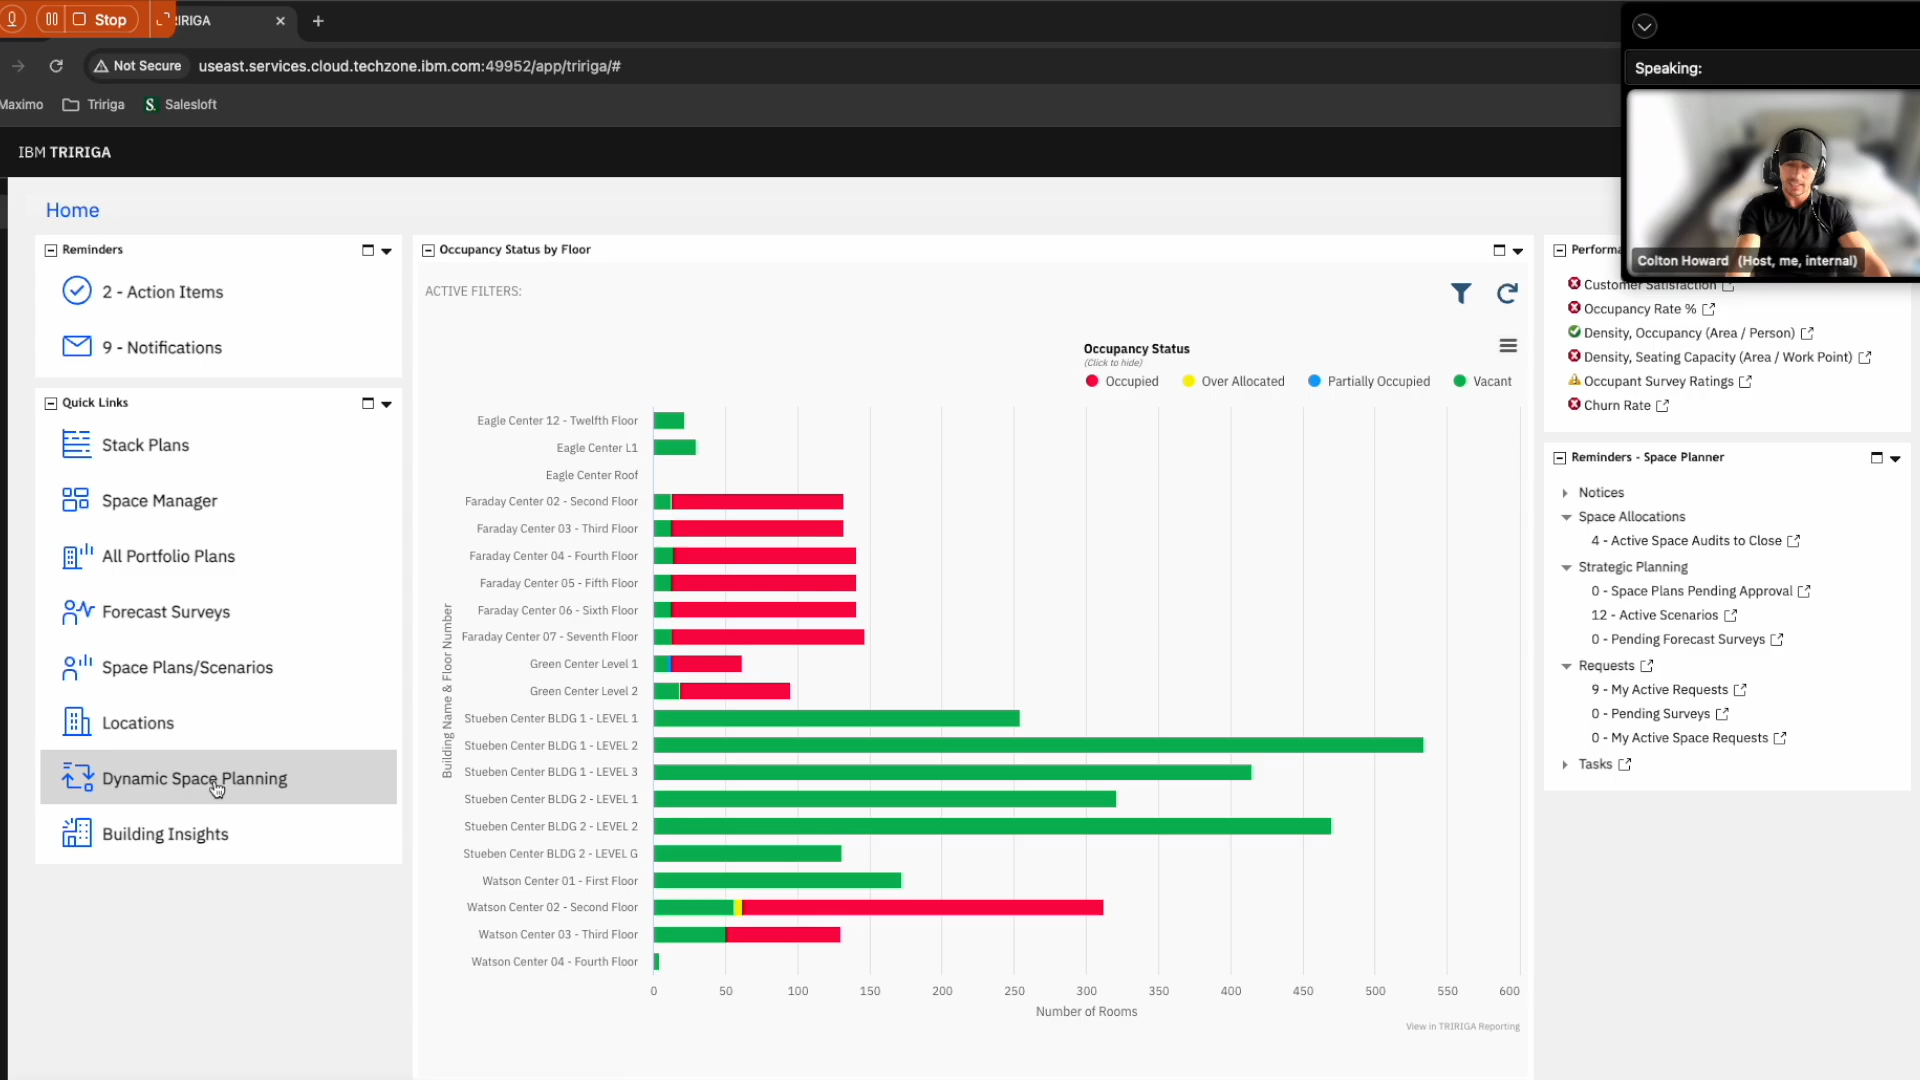 Stop
RIRIGA
Not Secure
useast.services.cloud.techzone.ibm.com:49952/app/tririga/#
Maximo
Tririga
S.
Salesloft
Speaking:
Colton Howard (Host, me, internal)
IBM TRIRIGA
Home
Reminders
2 - Action Items
9 - Notifications
Quick Links
Stack Plans
Space Manager
All Portfolio Plans
Forecast Surveys
Space Plans/Scenarios
Locations
Dynamic Space Planning
Building Insights
Occupancy Status by Floor
ACTIVE FILTERS:
Occupancy Status
(Click to hide)
Occupied
Over Allocated
Partially Occupied
Vacant
Building Name & Floor Number
Eagle Center 12 - Twelfth Floor
Eagle Center L1
Eagle Center Roof
Faraday Center 02 - Second Floor
Faraday Center 03 - Third Floor
Faraday Center 04 - Fourth Floor
Faraday Center 05 - Fifth Floor
Faraday Center 06 - Sixth Floor
Faraday Center 07 - Seventh Floor
Green Center Level 1
Green Center Level 2
Stueben Center BLDG 1 - LEVEL 1
Stueben Center BLDG 1 - LEVEL 2
Stueben Center BLDG 1 - LEVEL 3
Stueben Center BLDG 2 - LEVEL 1
Stueben Center BLDG 2 - LEVEL 2
Stueben Center BLDG 2 - LEVEL G
Watson Center 01 - First Floor
Watson Center 02 - Second Floor
Watson Center 03 - Third Floor
Watson Center 04 - Fourth Floor
0 50 100 150 200 250 300 350 400 450 500 550 600
Number of Rooms
View in TRIRIGA Reporting
Performa
Customer Satisfaction
Occupancy Rate %
Density, Occupancy (Area / Person)
Density, Seating Capacity (Area / Work Point)
Occupant Survey Ratings
Churn Rate
Reminders - Space Planner
Notices
Space Allocations
4 - Active Space Audits to Close
Strategic Planning
0 - Space Plans Pending Approval
12 - Active Scenarios
0 - Pending Forecast Surveys
Requests
9 - My Active Requests
0 - Pending Surveys
0 - My Active Space Requests
Tasks